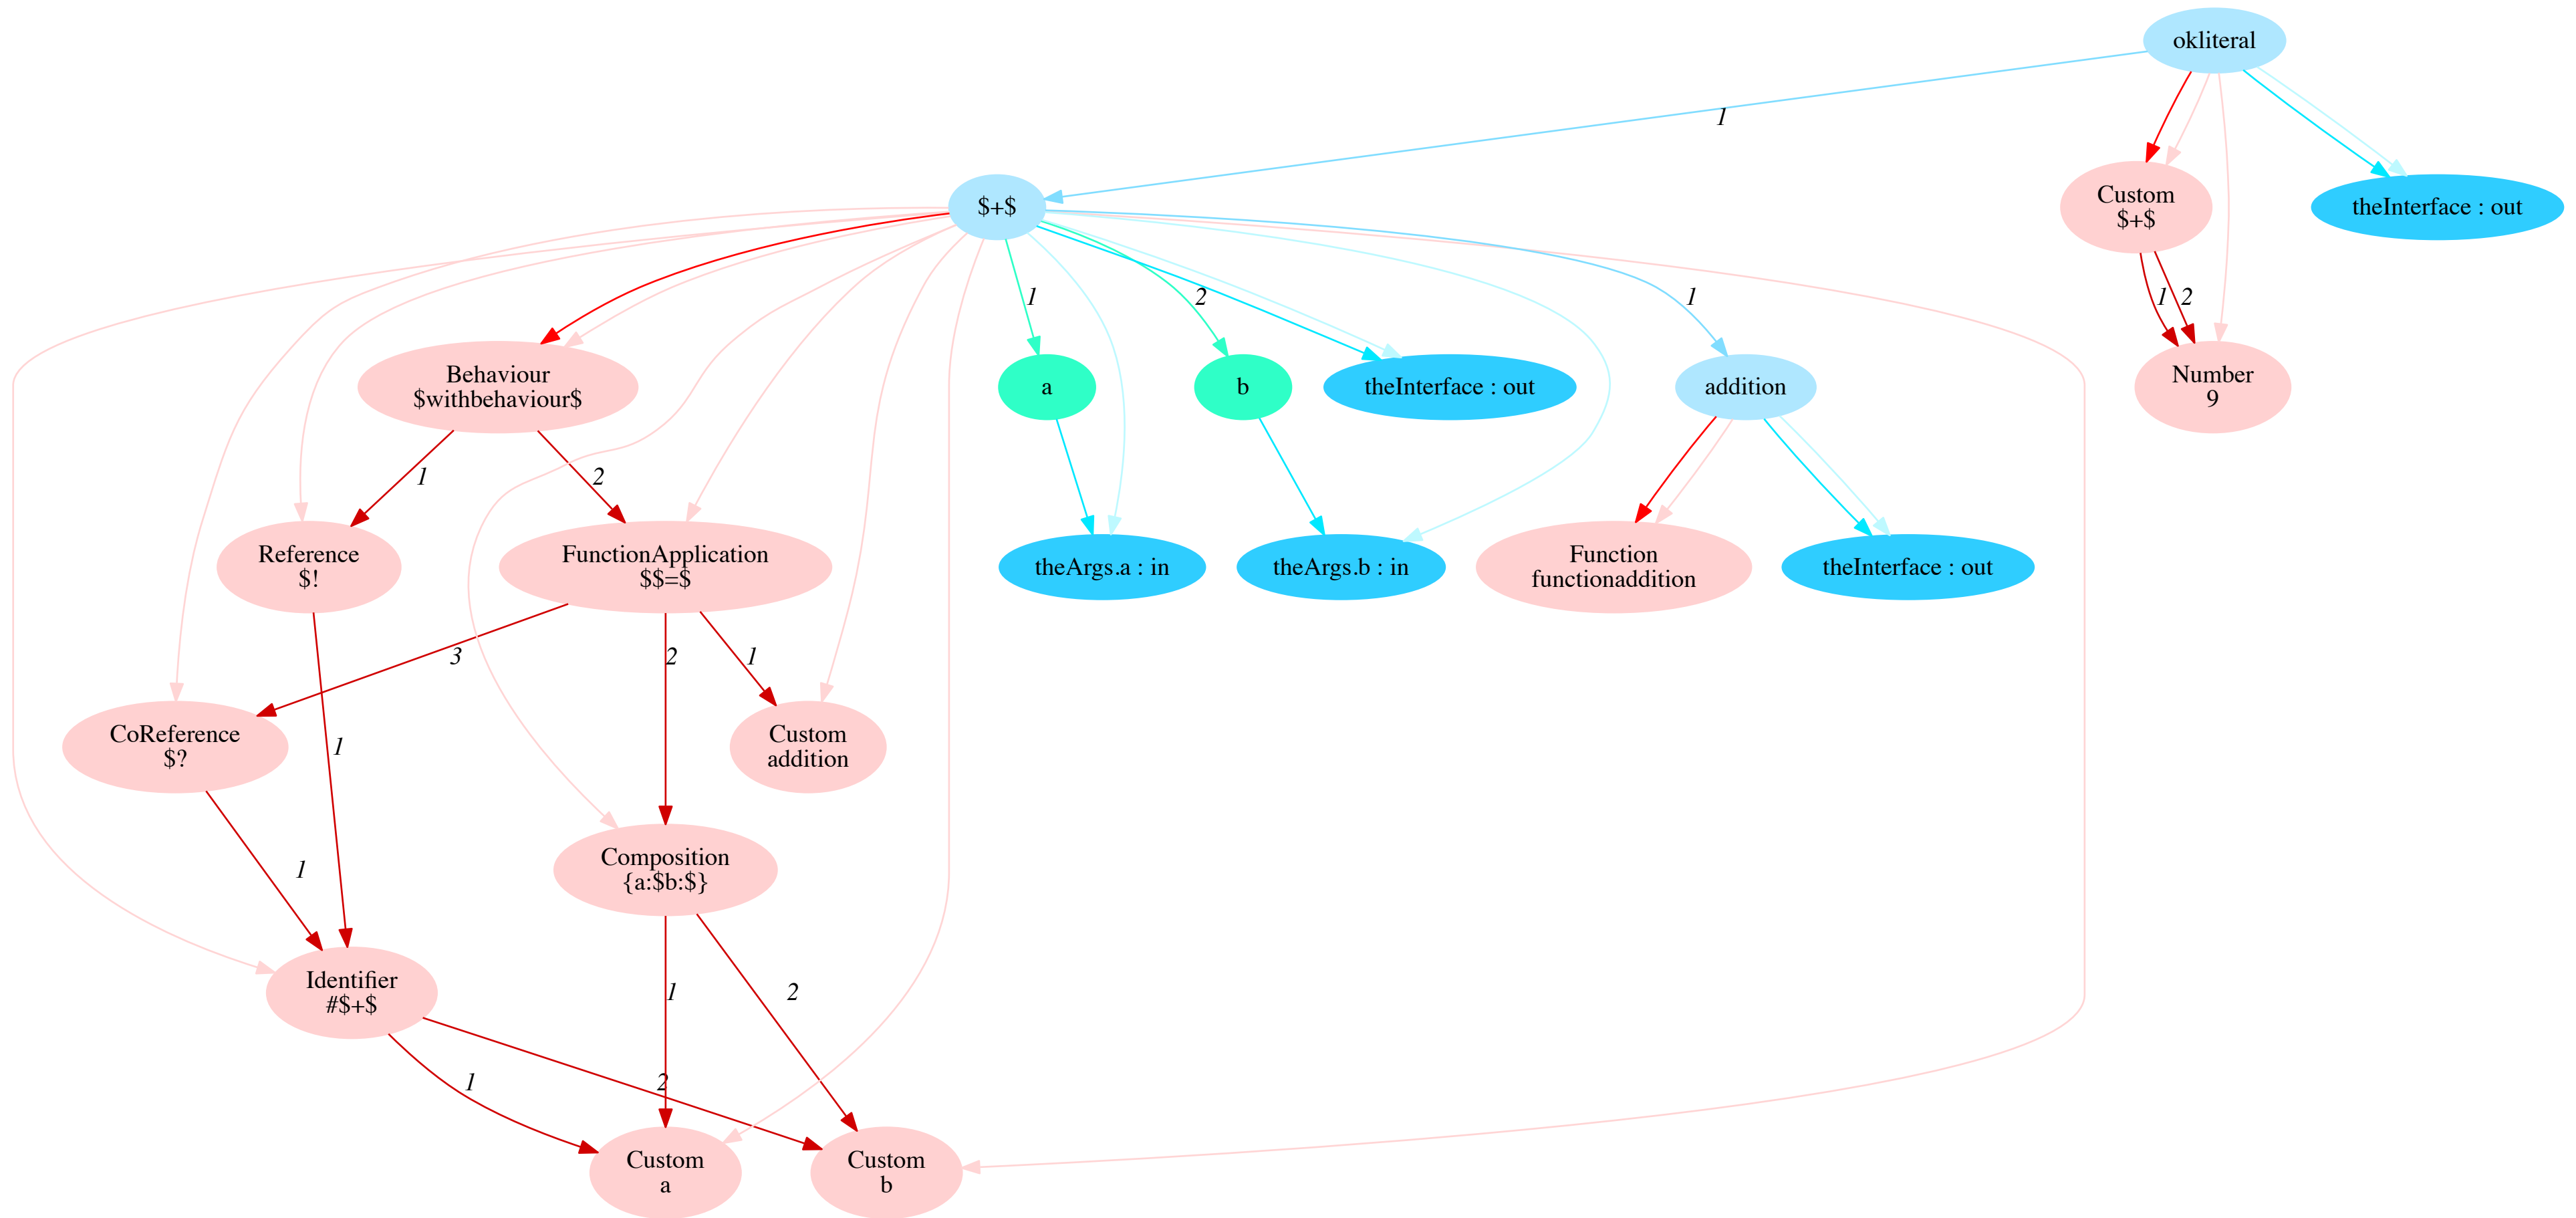 okliteral
1
$+$
Custom
$+$
theInterface : out
1
2
1
1
2
Behaviour
$withbehaviour$
a
b
theInterface : out
addition
Number
9
1
2
Reference
$!
FunctionApplication
$$=$
theArgs.a : in
theArgs.b : in
Function
functionaddition
theInterface : out
3
2
1
CoReference
$?
1
Custom
addition
1
Composition
{a:$b:$}
Identifier
#$+$
1
2
1
2
Custom
a
Custom
b